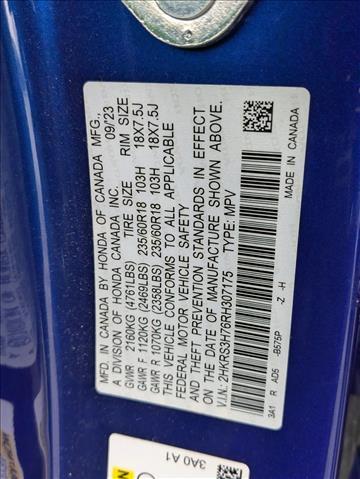 MFD. IN CANADA BY HONDA OF CANADA MFG., 09/23
A DIVISION OF HONDA CANADA INC.
TIRE SIZE RIM SIZE
GVWR 2160KG (4761LBS)
GAWR F 1120KG (2469LBS) 235/60R18 103H 18X7.5J
GAWR R 1070KG (2358LBS) 235/60R18 103H 18X7.5J
THIS VEHICLE CONFORMS TO ALL APPLICABLE
FEDERAL MOTOR VEHICLE SAFETY
AND THEFT PREVENTION STANDARDS IN EFFECT
ON THE DATE OF MANUFACTURE SHOWN ABOVE.
V.I.N: 2HKRS3H76RH307175 TYPE: MPV
3A1 R AD5 -B575P -Z -H
MADE IN CANADA
3A0 A1